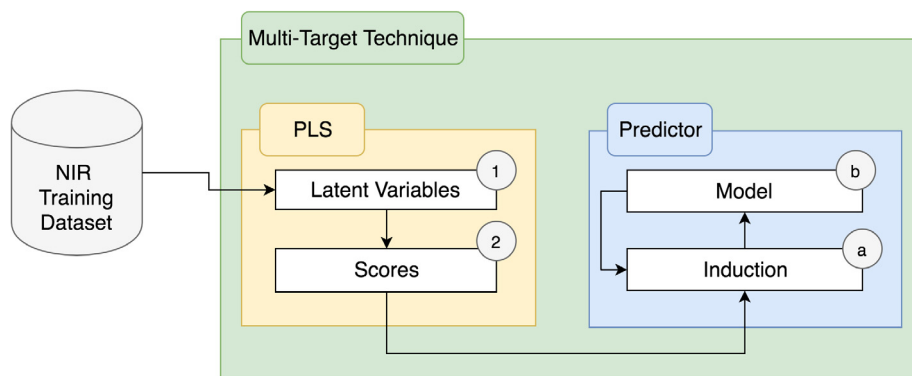 Multi-Target Technique
NIR
Training
Dataset
PLS
1
Latent Variables
2
Scores
Predictor
b
Model
a
Induction